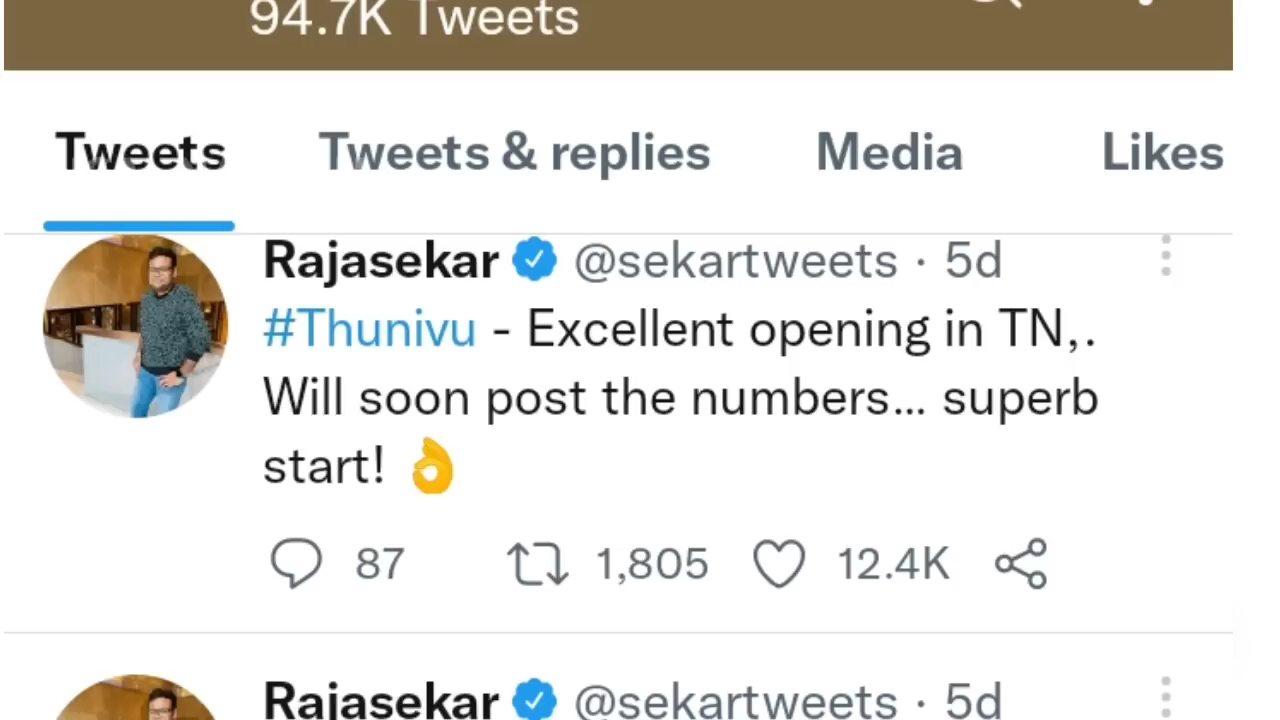 94.7K Tweets
Tweets Tweets & replies Media Likes
Rajasekar @sekartweets · 5d
#Thunivu - Excellent opening in TN,.
Will soon post the numbers... superb
start! 👌
87 1,805 12.4K
Rajasekar @sekartweets · 5d